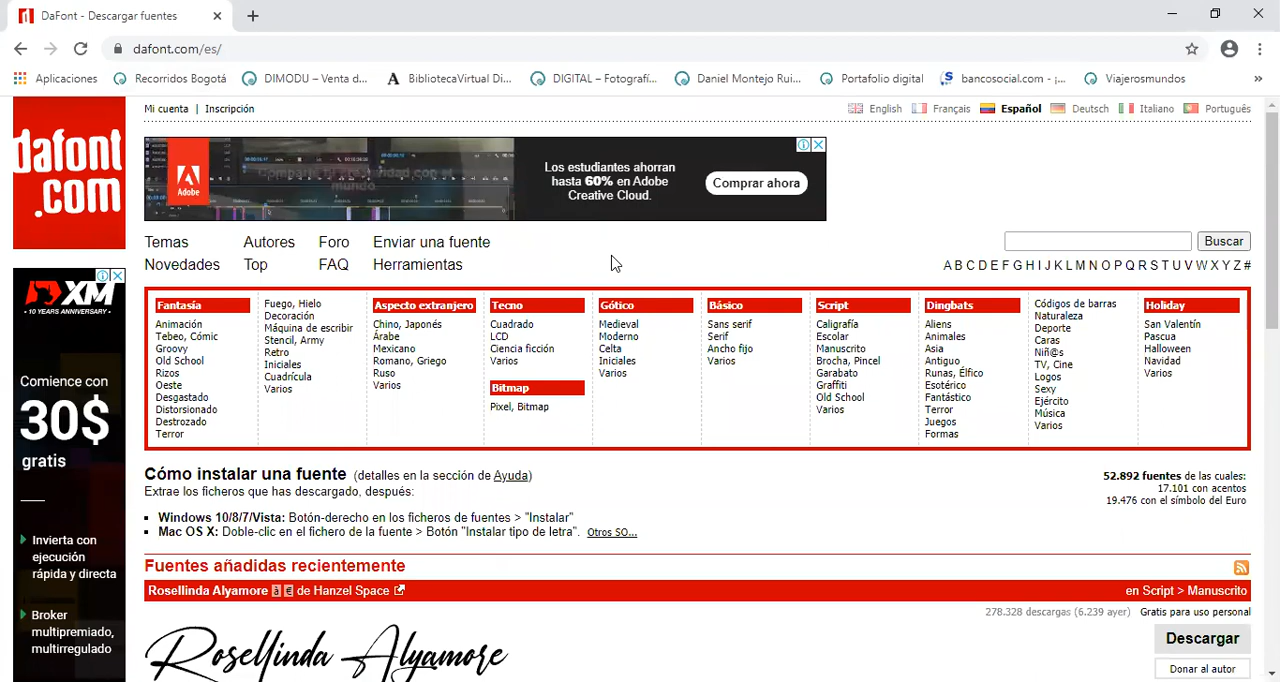 DaFont - Descargar fuentes
dafont.com/es/
Aplicaciones Recorridos Bogotá DIMODU – Venta d... BibliotecaVirtual Di... DIGITAL – Fotografí... Daniel Montejo Rui... Portafolio digital bancosocial.com - ¡... Viajerosmundos »
dafont
.com
Mi cuenta | Inscripción
English Français Español Deutsch Italiano Português
Adobe
Los estudiantes ahorran
hasta 60% en Adobe
Creative Cloud.
Comprar ahora
Temas Autores Foro Enviar una fuente
Novedades Top FAQ Herramientas
Buscar
A B C D E F G H I J K L M N O P Q R S T U V W X Y Z #
XM
• 10 YEARS ANNIVERSARY •
Comience con
30$
gratis
Invierta con
ejecución
rápida y directa
Broker
multipremiado,
multirregulado
Fantasía
Animación
Tebeo, Cómic
Groovy
Old School
Rizos
Oeste
Desgastado
Distorsionado
Destrozado
Terror
Fuego, Hielo
Decoración
Máquina de escribir
Stencil, Army
Retro
Iniciales
Cuadrícula
Varios
Aspecto extranjero
Chino, Japonés
Árabe
Mexicano
Romano, Griego
Ruso
Varios
Tecno
Cuadrado
LCD
Ciencia ficción
Varios
Bitmap
Pixel, Bitmap
Gótico
Medieval
Moderno
Celta
Iniciales
Varios
Básico
Sans serif
Serif
Ancho fijo
Varios
Script
Caligrafía
Escolar
Manuscrito
Brocha, Pincel
Garabato
Graffiti
Old School
Varios
Dingbats
Aliens
Animales
Asia
Antiguo
Runas, Élfico
Esotérico
Fantástico
Terror
Juegos
Formas
Códigos de barras
Naturaleza
Deporte
Caras
Niñ@s
TV, Cine
Logos
Sexy
Ejército
Música
Varios
Holiday
San Valentín
Pascua
Halloween
Navidad
Varios
Cómo instalar una fuente (detalles en la sección de Ayuda)
Extrae los ficheros que has descargado, después:
Windows 10/8/7/Vista: Botón-derecho en los ficheros de fuentes > "Instalar"
Mac OS X: Doble-clic en el fichero de la fuente > Botón "Instalar tipo de letra". Otros SO...
52.892 fuentes de las cuales:
17.101 con acentos
19.476 con el símbolo del Euro
Fuentes añadidas recientemente
Rosellinda Alyamore à € de Hanzel Space
en Script > Manuscrito
278.328 descargas (6.239 ayer) Gratis para uso personal
Rosellinda Alyamore
Descargar
Donar al autor